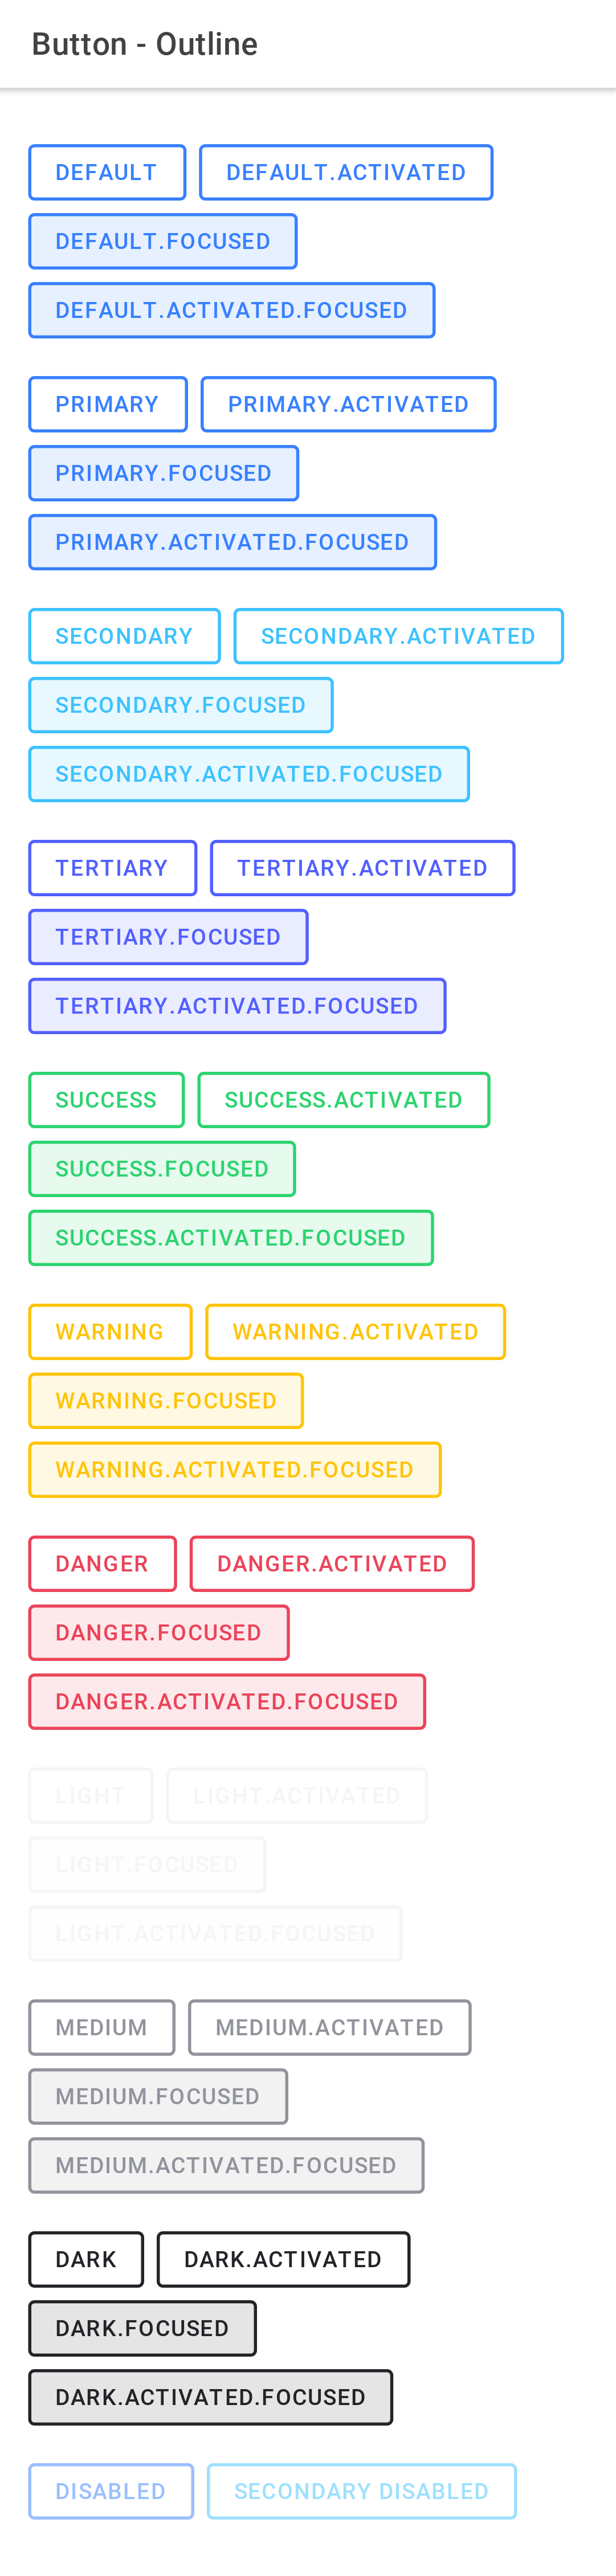 Button - Outline
DEFAULT DEFAULT.ACTIVATED
DEFAULT.FOCUSED
DEFAULT.ACTIVATED.FOCUSED
PRIMARY PRIMARY.ACTIVATED
PRIMARY.FOCUSED
PRIMARY.ACTIVATED.FOCUSED
SECONDARY SECONDARY.ACTIVATED
SECONDARY.FOCUSED
SECONDARY.ACTIVATED.FOCUSED
TERTIARY TERTIARY.ACTIVATED
TERTIARY.FOCUSED
TERTIARY.ACTIVATED.FOCUSED
SUCCESS SUCCESS.ACTIVATED
SUCCESS.FOCUSED
SUCCESS.ACTIVATED.FOCUSED
WARNING WARNING.ACTIVATED
WARNING.FOCUSED
WARNING.ACTIVATED.FOCUSED
DANGER DANGER.ACTIVATED
DANGER.FOCUSED
DANGER.ACTIVATED.FOCUSED
LIGHT LIGHT.ACTIVATED
LIGHT.FOCUSED
LIGHT.ACTIVATED.FOCUSED
MEDIUM MEDIUM.ACTIVATED
MEDIUM.FOCUSED
MEDIUM.ACTIVATED.FOCUSED
DARK DARK.ACTIVATED
DARK.FOCUSED
DARK.ACTIVATED.FOCUSED
DISABLED SECONDARY DISABLED